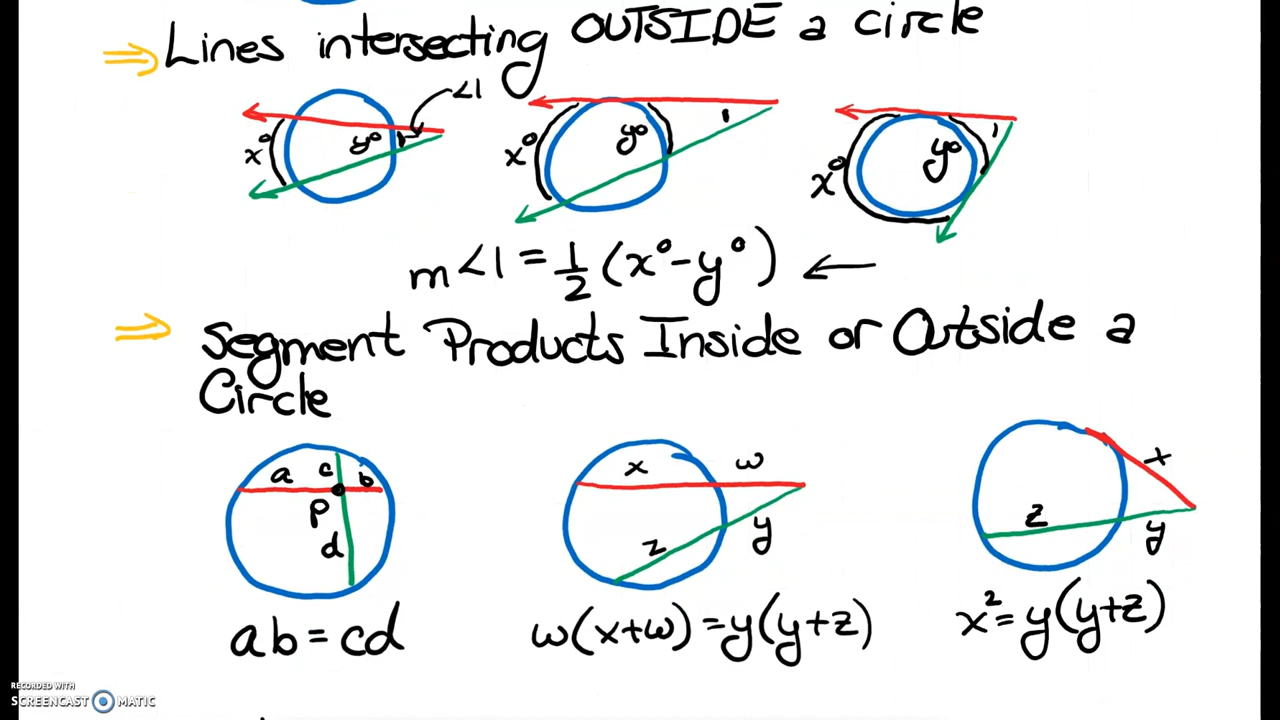 ⇒ Lines intersecting OUTSIDE a circle
<1
x° y° 1
x° y° 1
x° y° 1
m<1 = 1/2 (x° - y°) ←
⇒ Segment Products Inside or Outside a
Circle
a c b
P
d
x w
z y
x
z y
ab = cd
w(x+w) = y(y+z)
x² = y(y+z)
RECORDED WITH
SCREENCAST MATIC